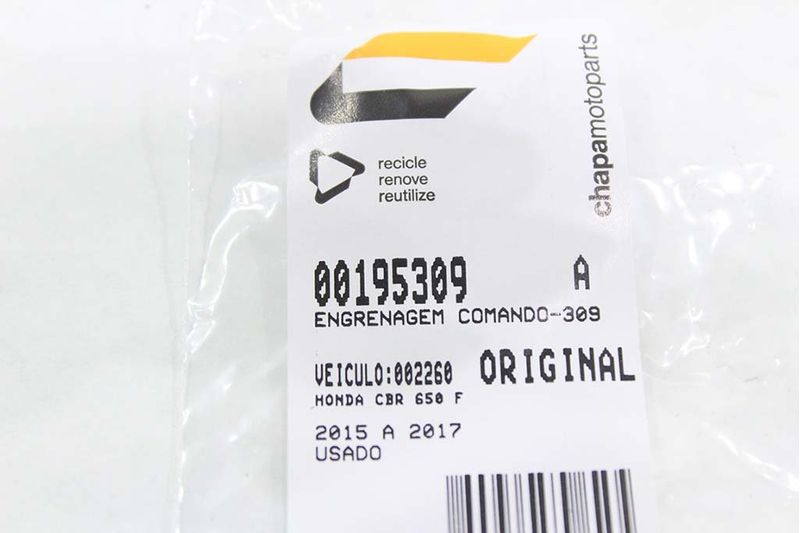 chapamotoparts
recicle
renove
reutilize
00195309 A
ENGRENAGEM COMANDO-309
VEICULO:002260 ORIGINAL
HONDA CBR 650 F
2015 A 2017
USADO